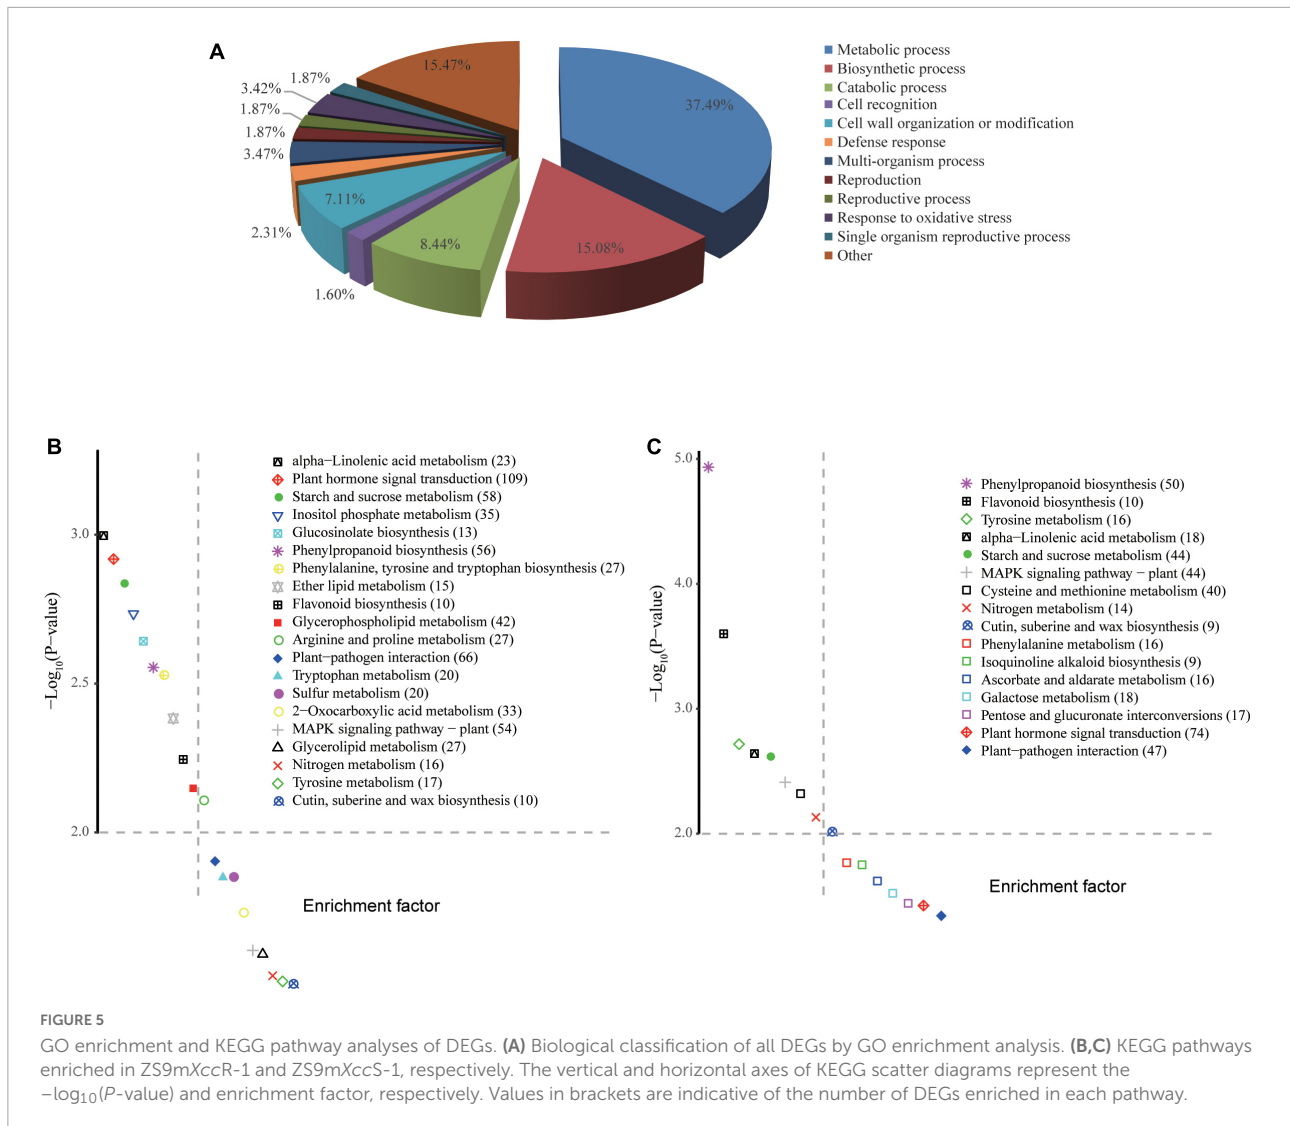 A
15.47%
1.87%
3.42%
1.87%
1.87%
3.47%
7.11%
2.31%
1.60%
8.44%
15.08%
37.49%
Metabolic process
Biosynthetic process
Catabolic process
Cell recognition
Cell wall organization or modification
Defense response
Multi-organism process
Reproduction
Reproductive process
Response to oxidative stress
Single organism reproductive process
Other
B
−Log10(P−value)
3.0
2.5
2.0
alpha−Linolenic acid metabolism (23)
Plant hormone signal transduction (109)
Starch and sucrose metabolism (58)
Inositol phosphate metabolism (35)
Glucosinolate biosynthesis (13)
Phenylpropanoid biosynthesis (56)
Phenylalanine, tyrosine and tryptophan biosynthesis (27)
Ether lipid metabolism (15)
Flavonoid biosynthesis (10)
Glycerophospholipid metabolism (42)
Arginine and proline metabolism (27)
Plant−pathogen interaction (66)
Tryptophan metabolism (20)
Sulfur metabolism (20)
2−Oxocarboxylic acid metabolism (33)
MAPK signaling pathway − plant (54)
Glycerolipid metabolism (27)
Nitrogen metabolism (16)
Tyrosine metabolism (17)
Cutin, suberine and wax biosynthesis (10)
Enrichment factor
C
−Log10(P−value)
5.0
4.0
3.0
2.0
Phenylpropanoid biosynthesis (50)
Flavonoid biosynthesis (10)
Tyrosine metabolism (16)
alpha−Linolenic acid metabolism (18)
Starch and sucrose metabolism (44)
MAPK signaling pathway − plant (44)
Cysteine and methionine metabolism (40)
Nitrogen metabolism (14)
Cutin, suberine and wax biosynthesis (9)
Phenylalanine metabolism (16)
Isoquinoline alkaloid biosynthesis (9)
Ascorbate and aldarate metabolism (16)
Galactose metabolism (18)
Pentose and glucuronate interconversions (17)
Plant hormone signal transduction (74)
Plant−pathogen interaction (47)
Enrichment factor
FIGURE 5
GO enrichment and KEGG pathway analyses of DEGs. (A) Biological classification of all DEGs by GO enrichment analysis. (B,C) KEGG pathways
enriched in ZS9mXccR-1 and ZS9mXccS-1, respectively. The vertical and horizontal axes of KEGG scatter diagrams represent the
−log10(P-value) and enrichment factor, respectively. Values in brackets are indicative of the number of DEGs enriched in each pathway.